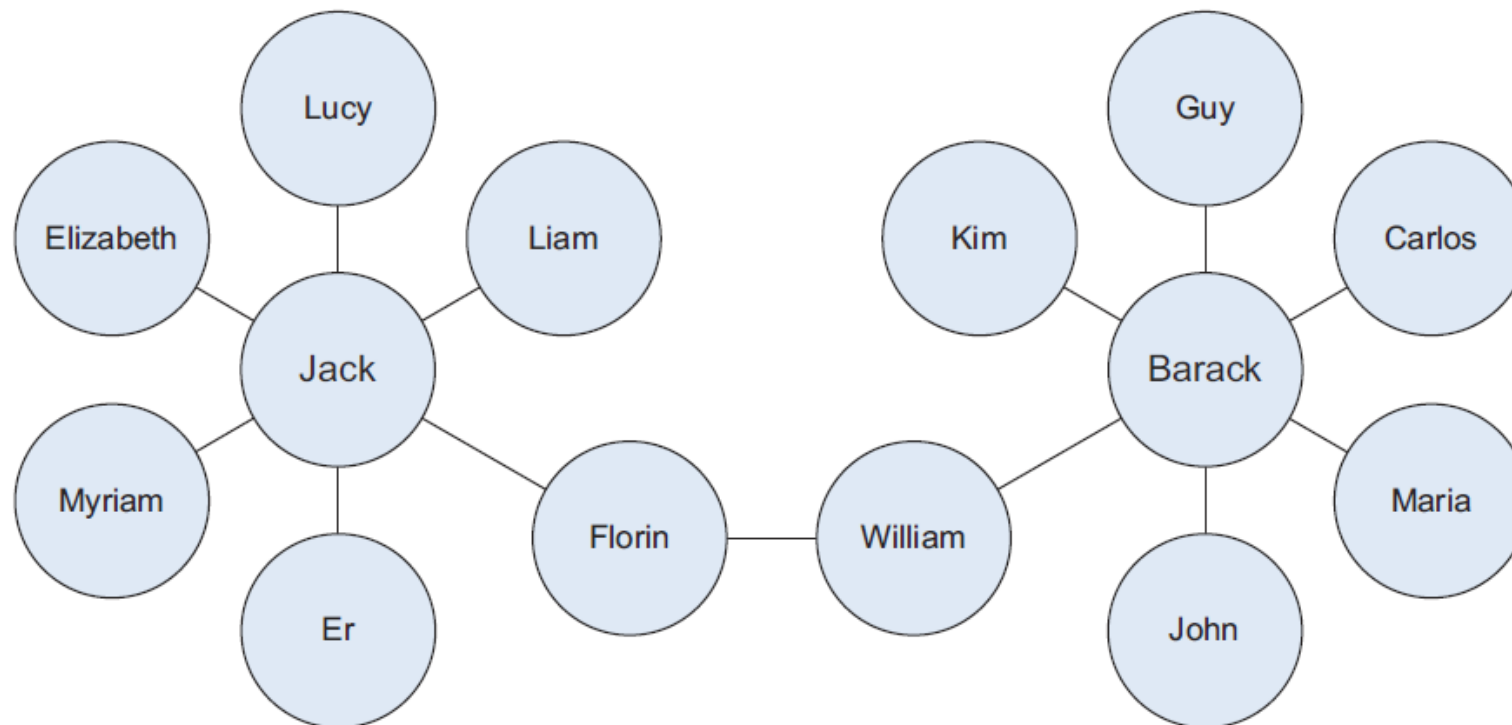 Lucy
Guy
Elizabeth
Liam
Kim
Carlos
Jack
Barack
Myriam
Florin
William
Maria
Er
John